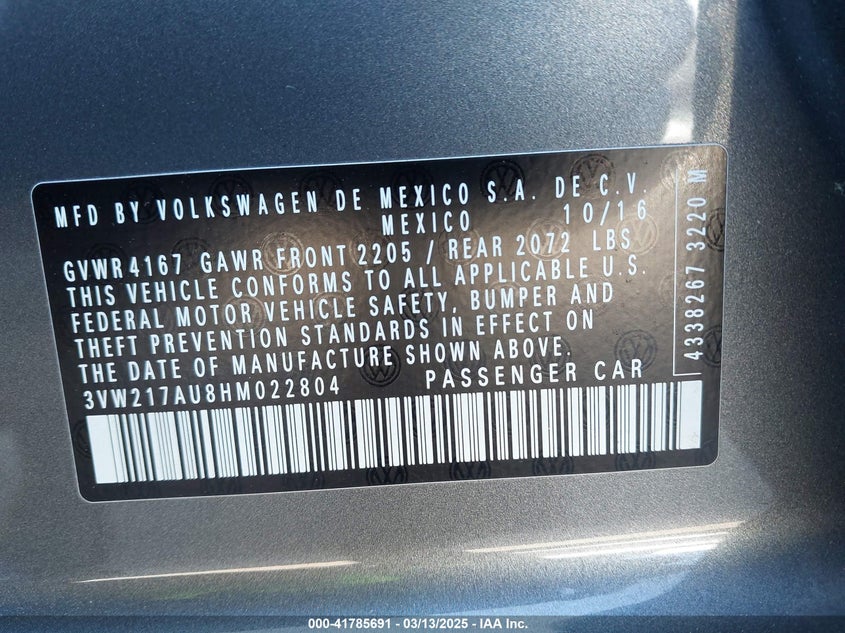 MFD BY VOLKSWAGEN DE MEXICO S.A. DE C.V.
MEXICO 10/16
GVWR 4167 GAWR FRONT 2205 / REAR 2072 LBS
THIS VEHICLE CONFORMS TO ALL APPLICABLE U.S.
FEDERAL MOTOR VEHICLE SAFETY, BUMPER AND
THEFT PREVENTION STANDARDS IN EFFECT ON
THE DATE OF MANUFACTURE SHOWN ABOVE.
3VW217AU8HM022804 PASSENGER CAR
4338267 3220 M
000-41785691 - 03/13/2025 - IAA Inc.